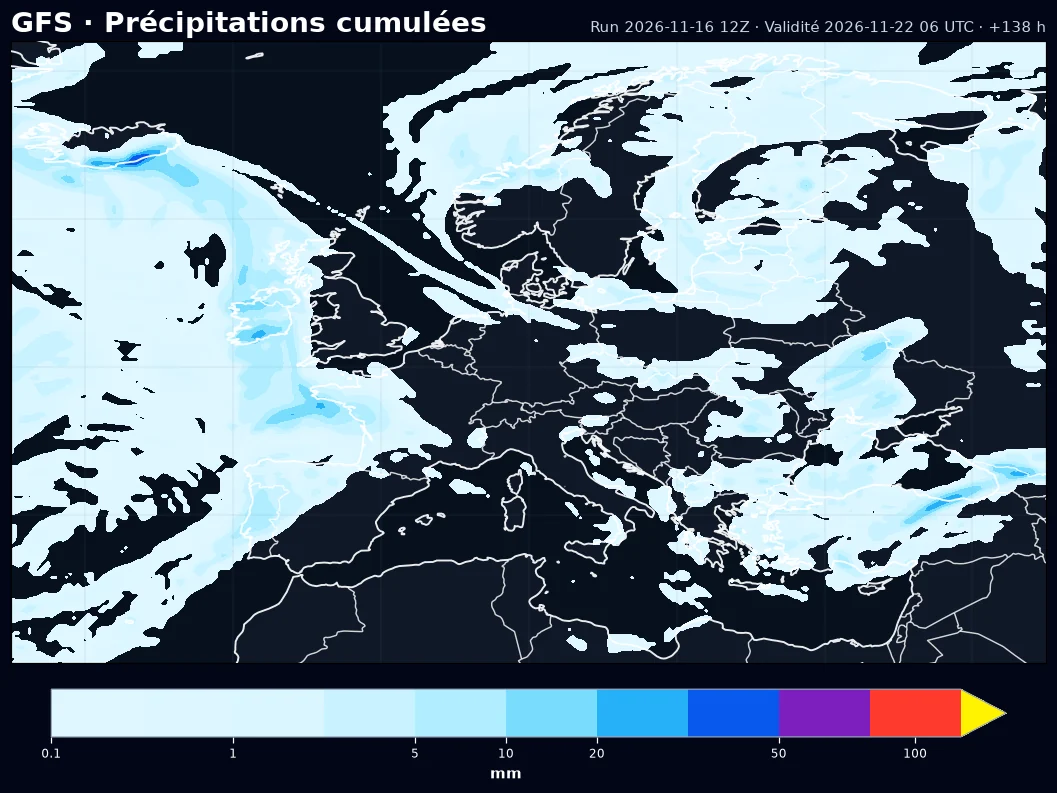 GFS · Précipitations cumulées
Run 2026-11-16 12Z · Validité 2026-11-22 06 UTC · +138 h
0.1 1 5 10 20 50 100
mm